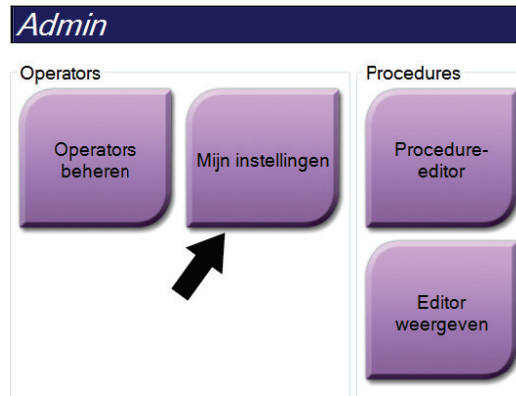 Admin
Operators
Operators
beheren
Mijn instellingen
Procedures
Procedure-
editor
Editor
weergeven